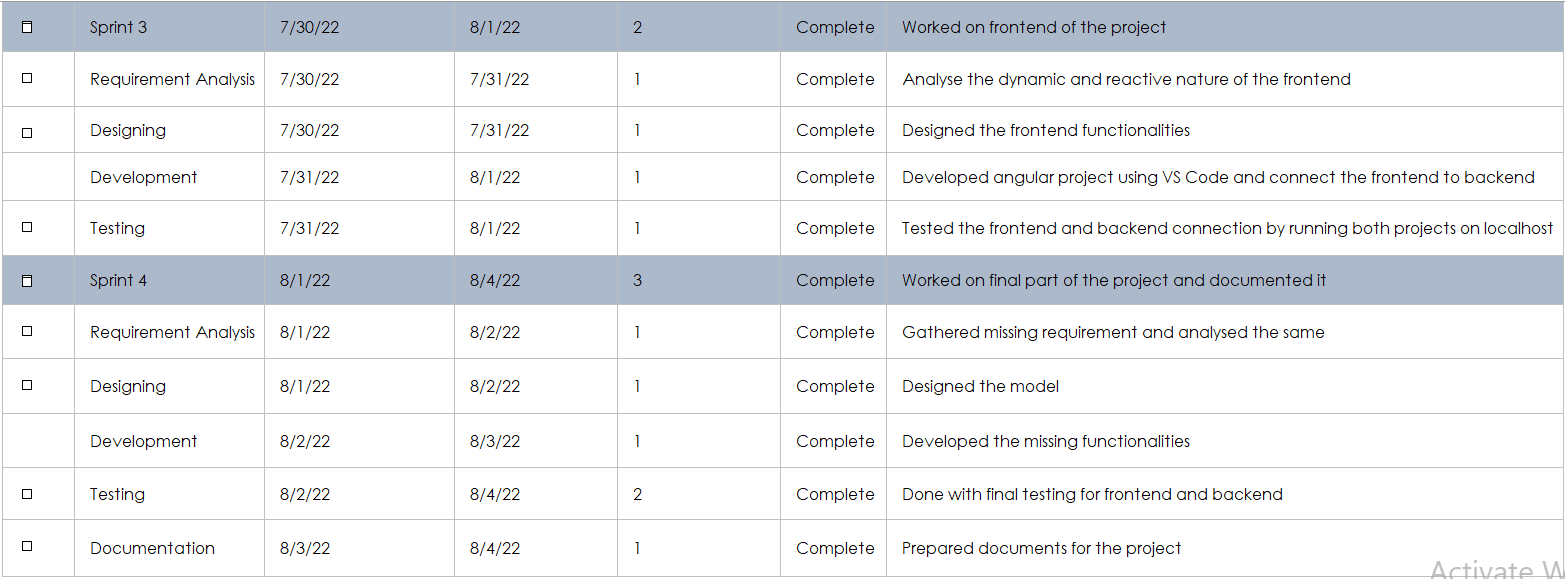 Sprint 3 7/30/22 8/1/22 2 Complete Worked on frontend of the project
Requirement Analysis 7/30/22 7/31/22 1 Complete Analyse the dynamic and reactive nature of the frontend
Designing 7/30/22 7/31/22 1 Complete Designed the frontend functionalities
Development 7/31/22 8/1/22 1 Complete Developed angular project using VS Code and connect the frontend to backend
Testing 7/31/22 8/1/22 1 Complete Tested the frontend and backend connection by running both projects on localhost
Sprint 4 8/1/22 8/4/22 3 Complete Worked on final part of the project and documented it
Requirement Analysis 8/1/22 8/2/22 1 Complete Gathered missing requirement and analysed the same
Designing 8/1/22 8/2/22 1 Complete Designed the model
Development 8/2/22 8/3/22 1 Complete Developed the missing functionalities
Testing 8/2/22 8/4/22 2 Complete Done with final testing for frontend and backend
Documentation 8/3/22 8/4/22 1 Complete Prepared documents for the project
Activate W